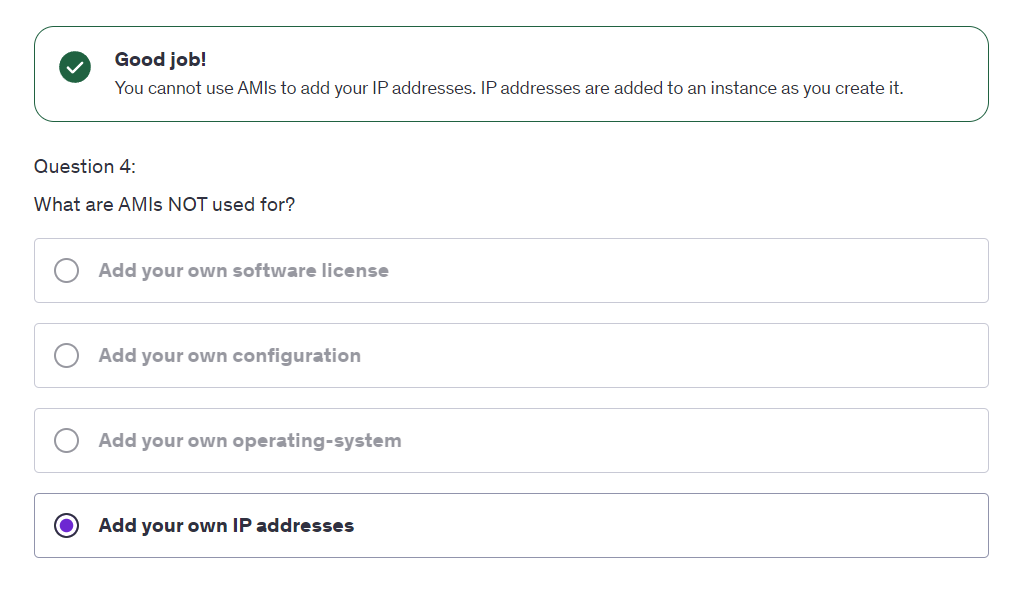 Good job!
You cannot use AMIs to add your IP addresses. IP addresses are added to an instance as you create it.
Question 4:
What are AMIs NOT used for?
Add your own software license
Add your own configuration
Add your own operating-system
Add your own IP addresses